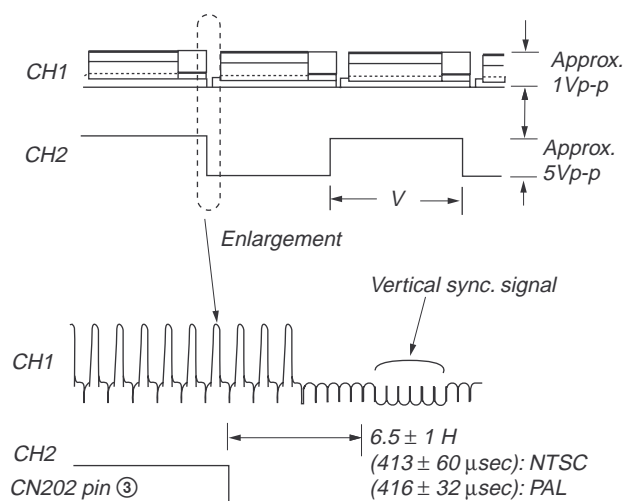 CH1
Approx.
1Vp-p
CH2
Approx.
5Vp-p
V
Enlargement
Vertical sync. signal
CH1
6.5 ± 1 H
CH2
(413 ± 60 μsec): NTSC
CN202 pin ③
(416 ± 32 μsec): PAL